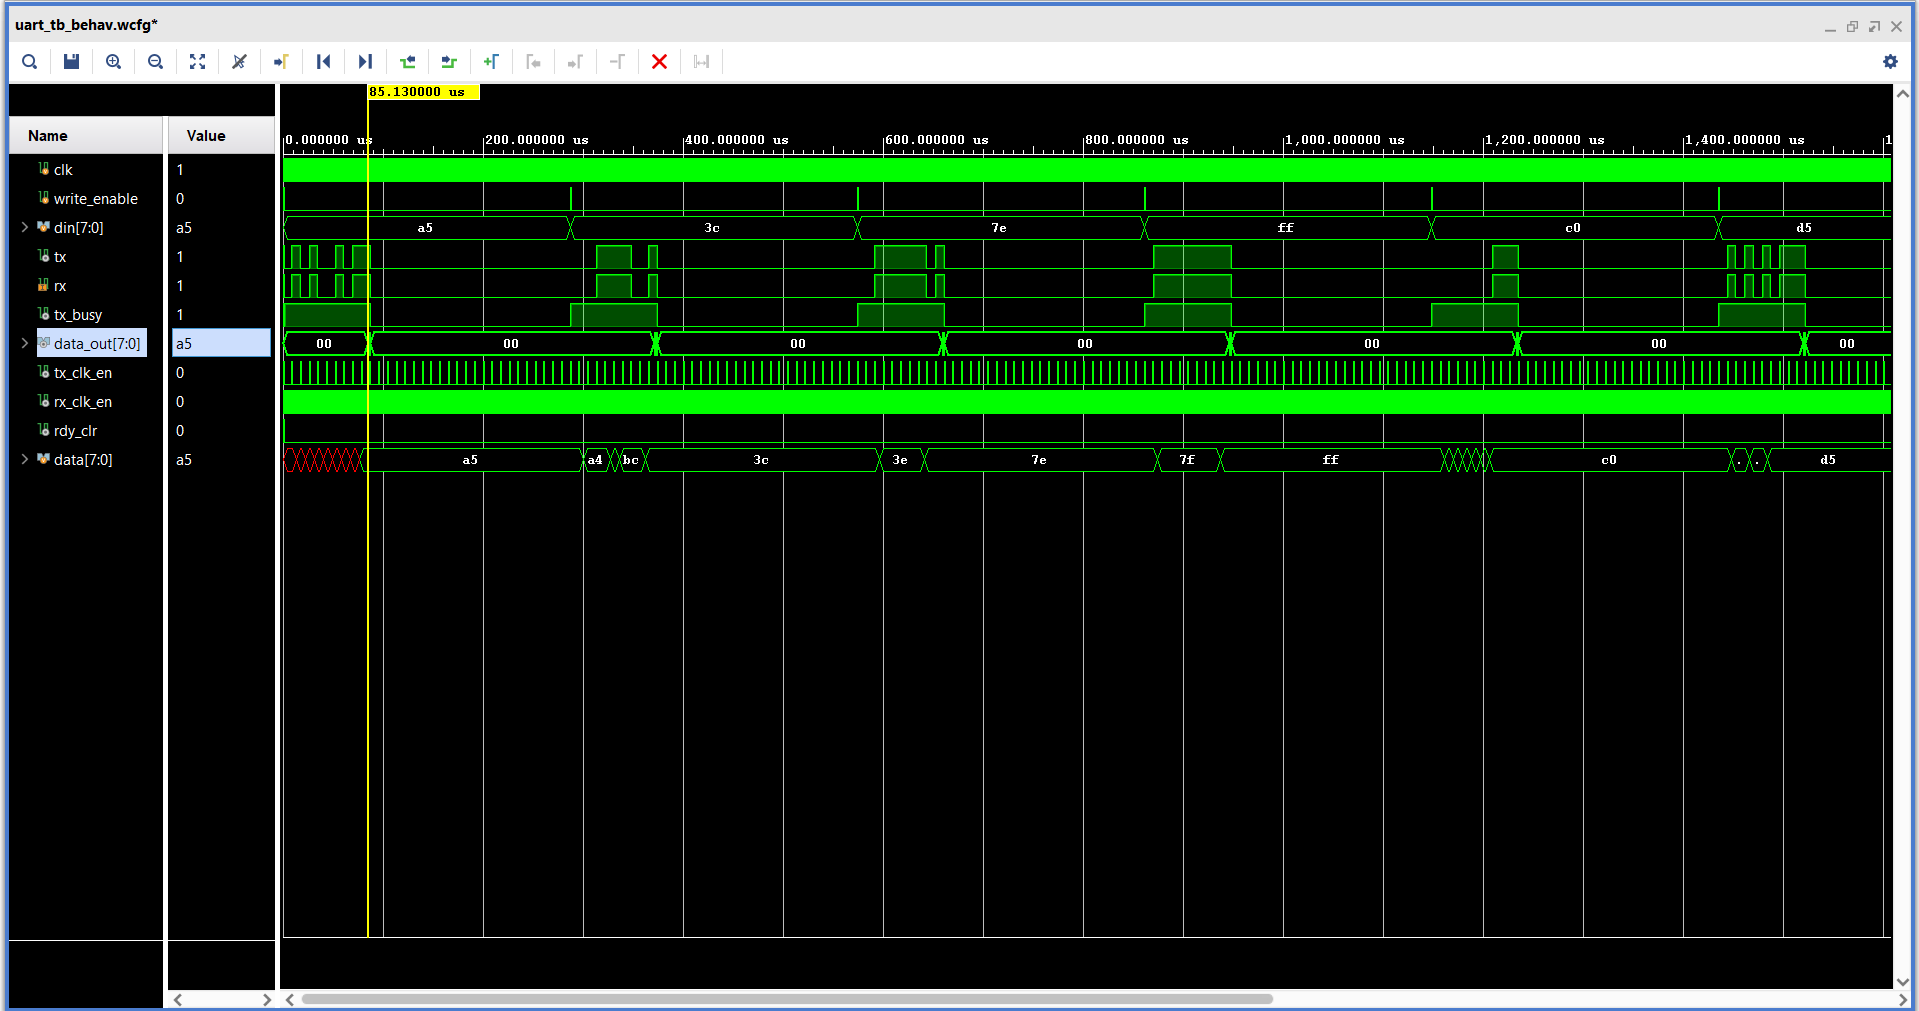 uart_tb_behav.wcfg*
85.130000 us
Name Value
0.000000 us 200.000000 us 400.000000 us 600.000000 us 800.000000 us 1,000.000000 us 1,200.000000 us 1,400.000000 us 1
clk 1
write_enable 0
din[7:0] a5 a5 3c 7e ff c0 d5
tx 1
rx 1
tx_busy 1
data_out[7:0] a5 00 00 00 00 00 00 00
tx_clk_en 0
rx_clk_en 0
rdy_clr 0
data[7:0] a5 a5 a4 bc 3c 3e 7e 7f ff c0 . . d5